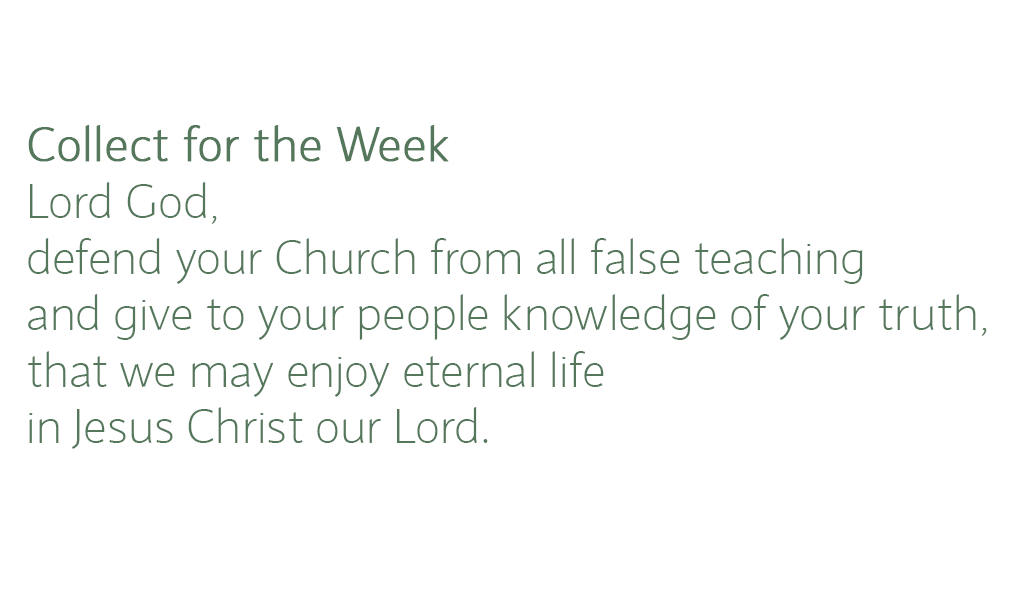 Collect for the Week
Lord God,
defend your Church from all false teaching
and give to your people knowledge of your truth,
that we may enjoy eternal life
in Jesus Christ our Lord.